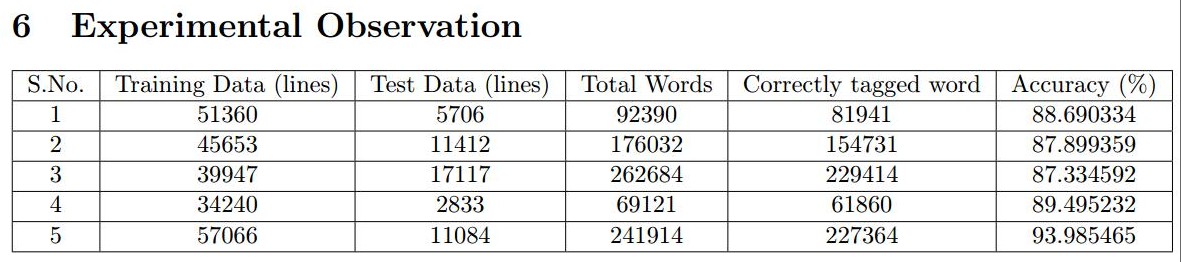 6 Experimental Observation
S.No. Training Data (lines) Test Data (lines) Total Words Correctly tagged word Accuracy (%)
1 51360 5706 92390 81941 88.690334
2 45653 11412 176032 154731 87.899359
3 39947 17117 262684 229414 87.334592
4 34240 2833 69121 61860 89.495232
5 57066 11084 241914 227364 93.985465